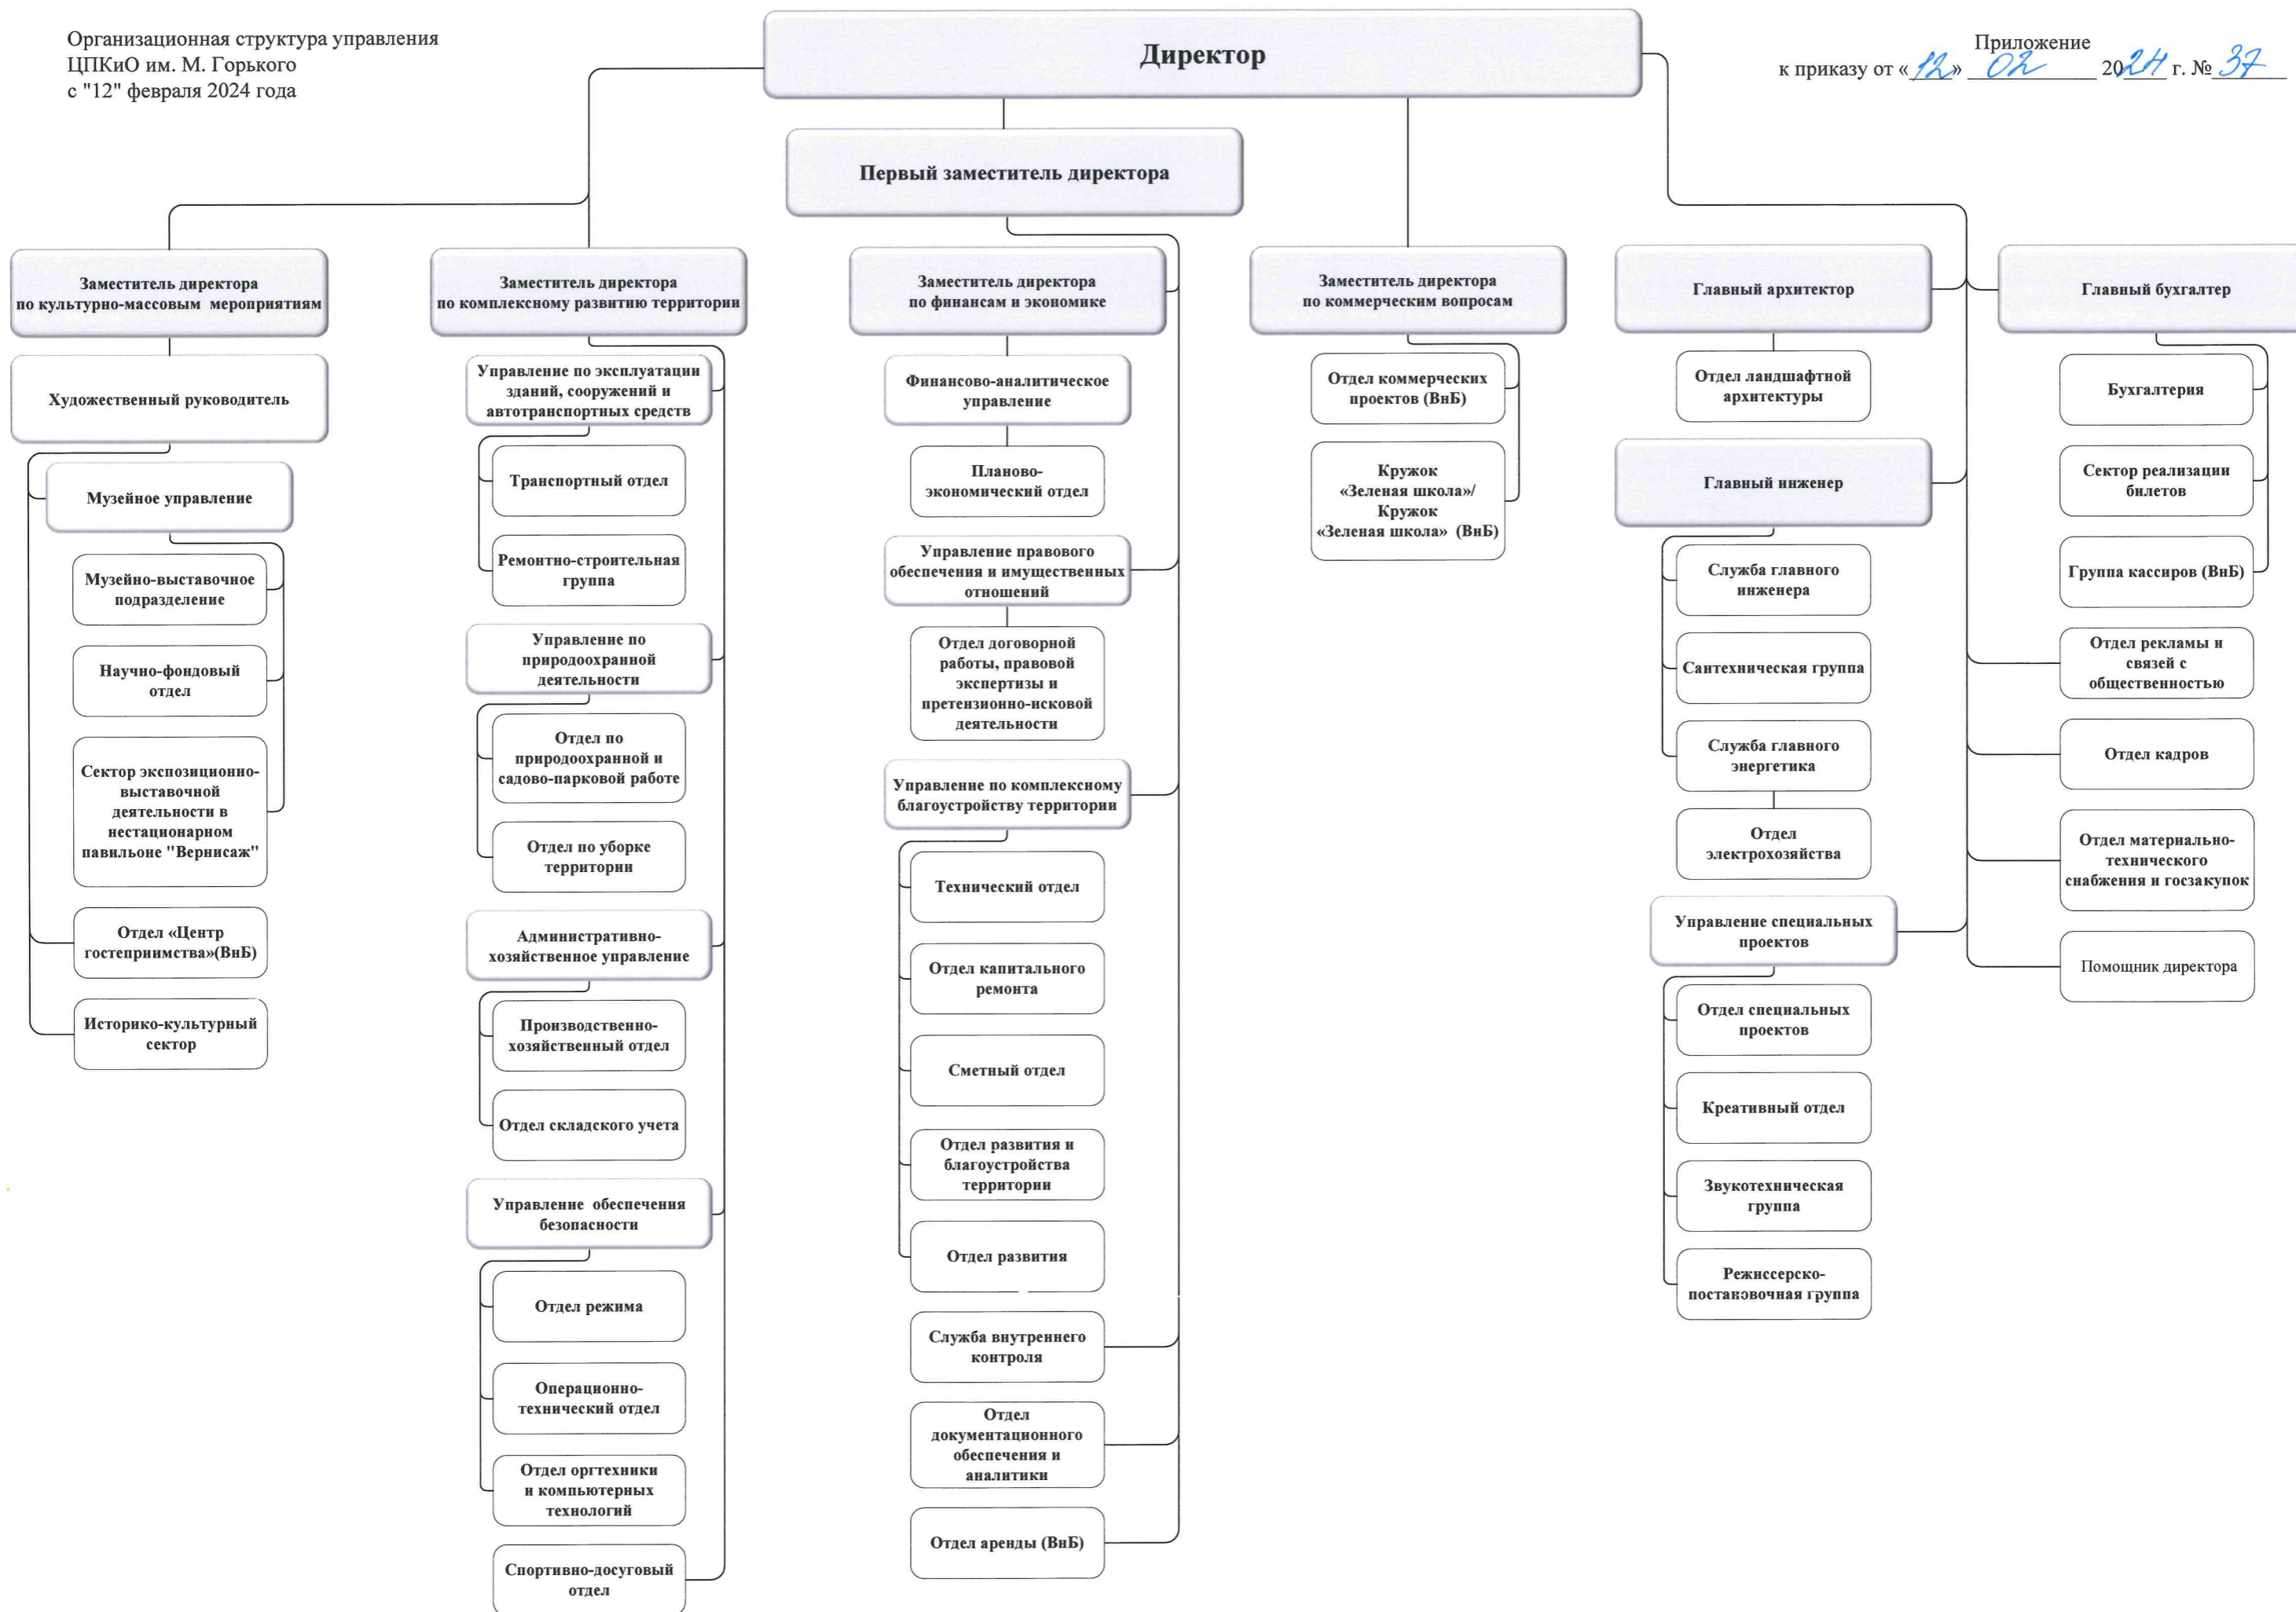 Организационная структура управления
ЦПКиО им. М. Горького
с "12" февраля 2024 года
Директор
Приложение
к приказу от «12» 02 2024 г. № 37
Первый заместитель директора
Заместитель директора
по культурно-массовым мероприятиям
Художественный руководитель
Музейное управление
Музейно-выставочное
подразделение
Научно-фондовый
отдел
Сектор экспозиционно-
выставочной
деятельности в
нестационарном
павильоне "Вернисаж"
Отдел «Центр
гостеприимства»(ВнБ)
Историко-культурный
сектор
Заместитель директора
по комплексному развитию территории
Управление по эксплуатации
зданий, сооружений и
автотранспортных средств
Транспортный отдел
Ремонтно-строительная
группа
Управление по
природоохранной
деятельности
Отдел по
природоохранной и
садово-парковой работе
Отдел по уборке
территории
Административно-
хозяйственное управление
Производственно-
хозяйственный отдел
Отдел складского учета
Управление обеспечения
безопасности
Отдел режима
Операционно-
технический отдел
Отдел оргтехники
и компьютерных
технологий
Спортивно-досуговый
отдел
Заместитель директора
по финансам и экономике
Финансово-аналитическое
управление
Планово-
экономический отдел
Управление правового
обеспечения и имущественных
отношений
Отдел договорной
работы, правовой
экспертизы и
претензионно-исковой
деятельности
Управление по комплексному
благоустройству территории
Технический отдел
Отдел капитального
ремонта
Сметный отдел
Отдел развития и
благоустройства
территории
Отдел развития
Служба внутреннего
контроля
Отдел
документационного
обеспечения и
аналитики
Отдел аренды (ВнБ)
Заместитель директора
по коммерческим вопросам
Отдел коммерческих
проектов (ВнБ)
Кружок
«Зеленая школа»/
Кружок
«Зеленая школа» (ВнБ)
Главный архитектор
Отдел ландшафтной
архитектуры
Главный инженер
Служба главного
инженера
Сантехническая группа
Служба главного
энергетика
Отдел
электрохозяйства
Управление специальных
проектов
Отдел специальных
проектов
Креативный отдел
Звукотехническая
группа
Режиссерско-
постановочная группа
Главный бухгалтер
Бухгалтерия
Сектор реализации
билетов
Группа кассиров (ВнБ)
Отдел рекламы и
связей с
общественностью
Отдел кадров
Отдел материально-
технического
снабжения и госзакупок
Помощник директора